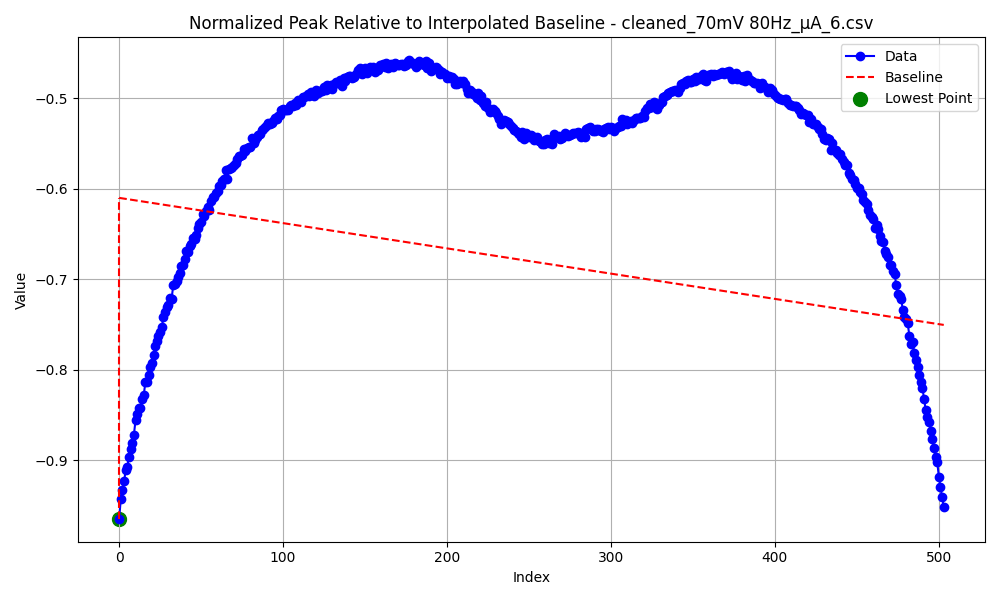 Normalized Peak Relative to Interpolated Baseline - cleaned_70mV 80Hz_μA_6.csv
Data
Baseline
Lowest Point
Value
−0.5
−0.6
−0.7
−0.8
−0.9
0 100 200 300 400 500
Index